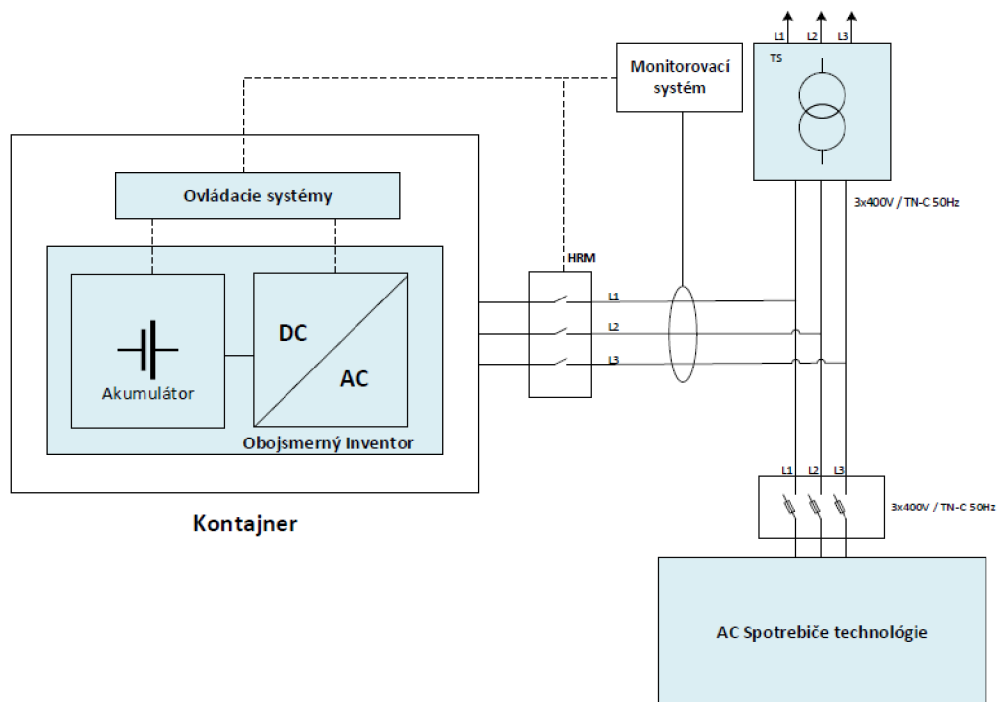 L1 L2 L3
TS
Monitorovací
systém
Ovládacie systémy
3x400V / TN-C 50Hz
HRM
L1
L2
L3
DC
AC
Akumulátor
Obojsmerný Inventor
Kontajner
L1 L2 L3
3x400V / TN-C 50Hz
AC Spotrebiče technológie